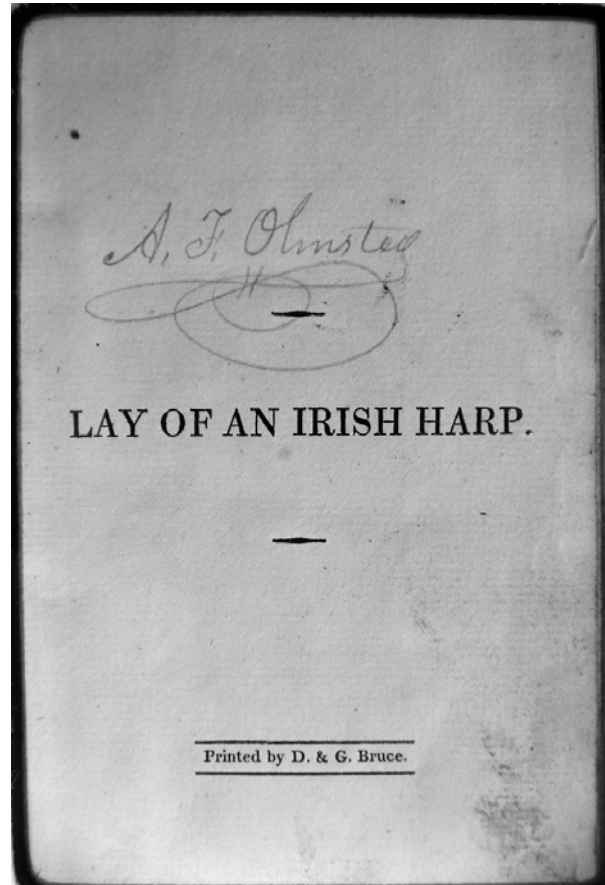 A. F. Olmsted
LAY OF AN IRISH HARP.
Printed by D. & G. Bruce.